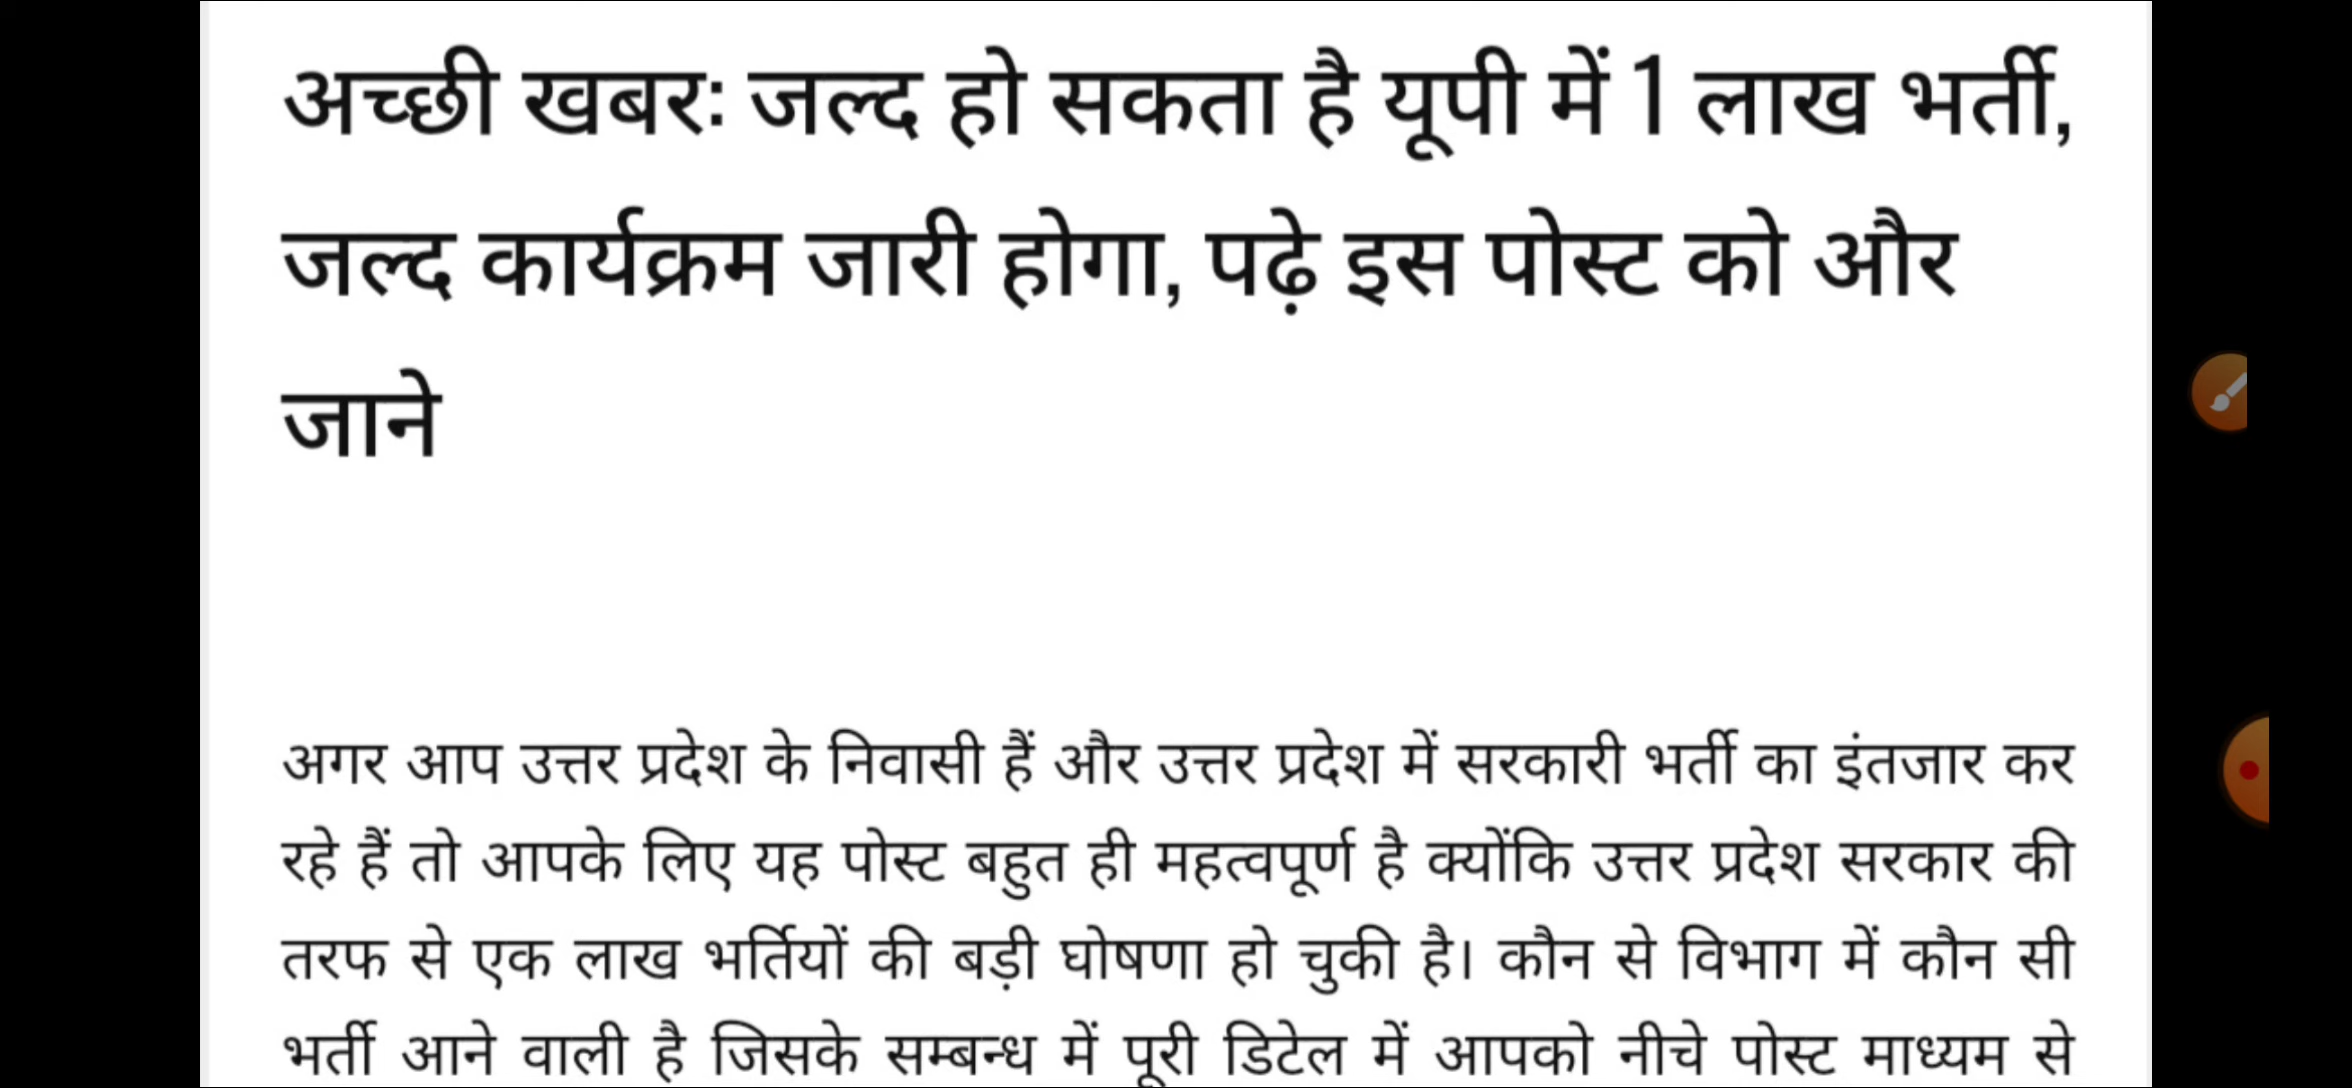 अच्छी खबर: जल्द हो सकता है यूपी में 1 लाख भर्ती,
जल्द कार्यक्रम जारी होगा, पढ़े इस पोस्ट को और
जाने
अगर आप उत्तर प्रदेश के निवासी हैं और उत्तर प्रदेश में सरकारी भर्ती का इंतजार कर
रहे हैं तो आपके लिए यह पोस्ट बहुत ही महत्वपूर्ण है क्योंकि उत्तर प्रदेश सरकार की
तरफ से एक लाख भर्तियों की बड़ी घोषणा हो चुकी है। कौन से विभाग में कौन सी
भर्ती आने वाली है जिसके सम्बन्ध में पूरी डिटेल में आपको नीचे पोस्ट माध्यम से